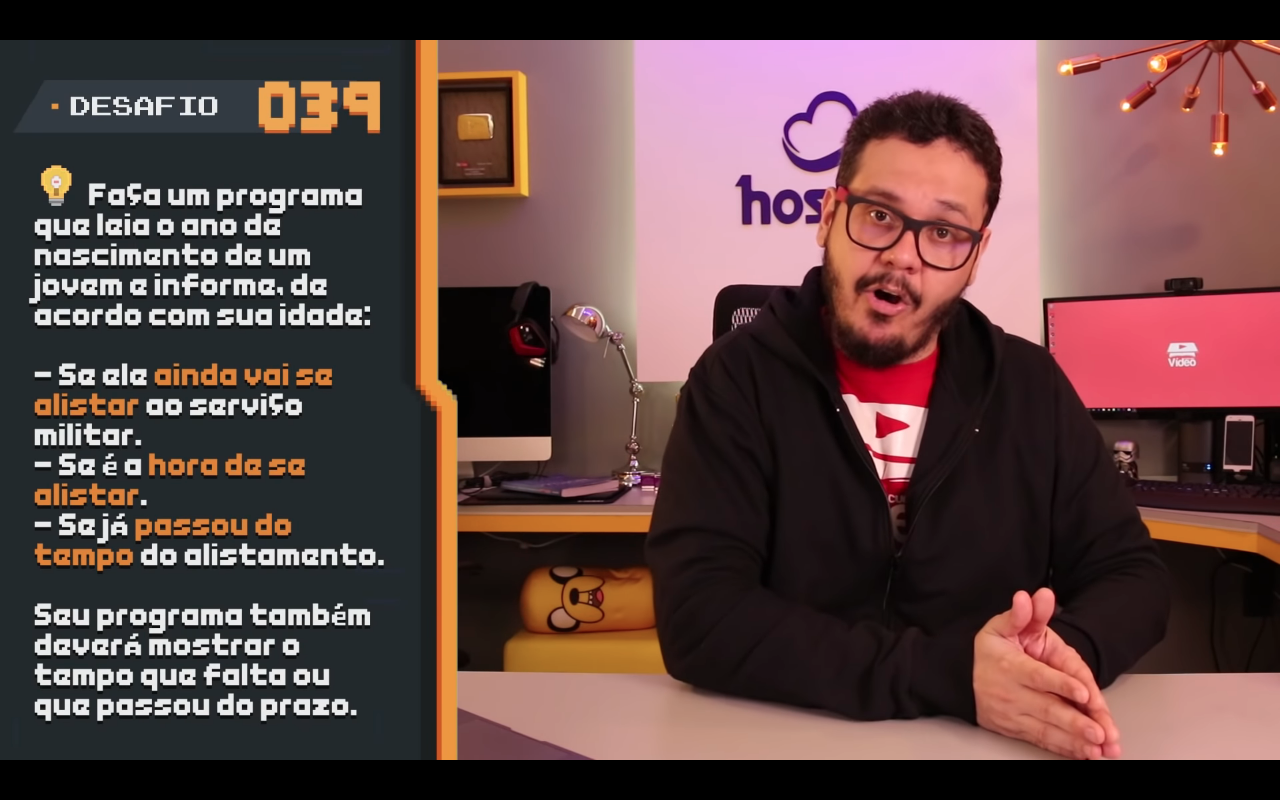 DESAFIO 039
Faça um programa
que leia o ano de
nascimento de um
jovem e informe, de
acordo com sua idade:
– Se ele ainda vai se
alistar ao serviço
militar.
– Se é a hora de se
alistar.
– Se já passou do
tempo do alistamento.
Seu programa também
deverá mostrar o
tempo que falta ou
que passou do prazo.
hos
Vídeo